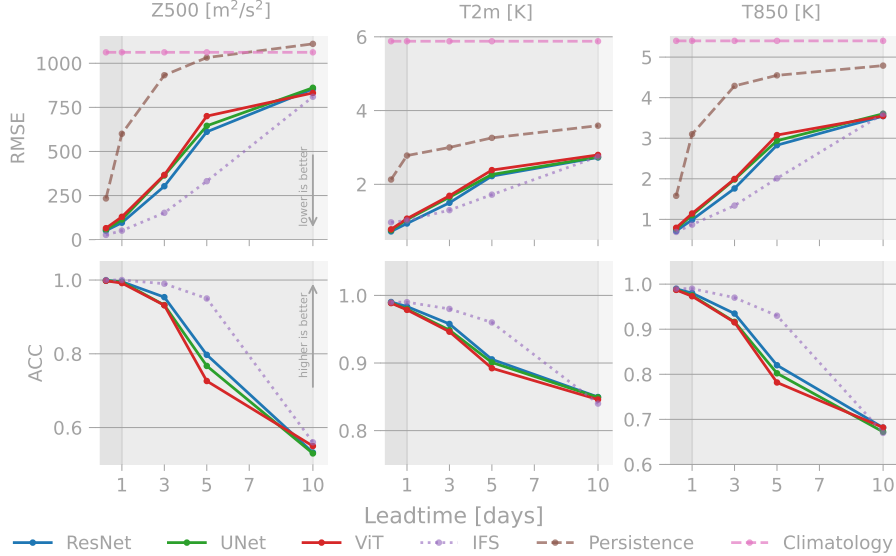 Z500 [m²/s²]
T2m [K]
T850 [K]
RMSE
1000
750
500
250
0
lower is better
6
4
2
5
4
3
2
1
ACC
1.0
0.8
0.6
higher is better
1.0
0.9
0.8
1.0
0.9
0.8
0.7
0.6
1 3 5 7 10
1 3 5 7 10
1 3 5 7 10
Leadtime [days]
ResNet UNet ViT IFS Persistence Climatology